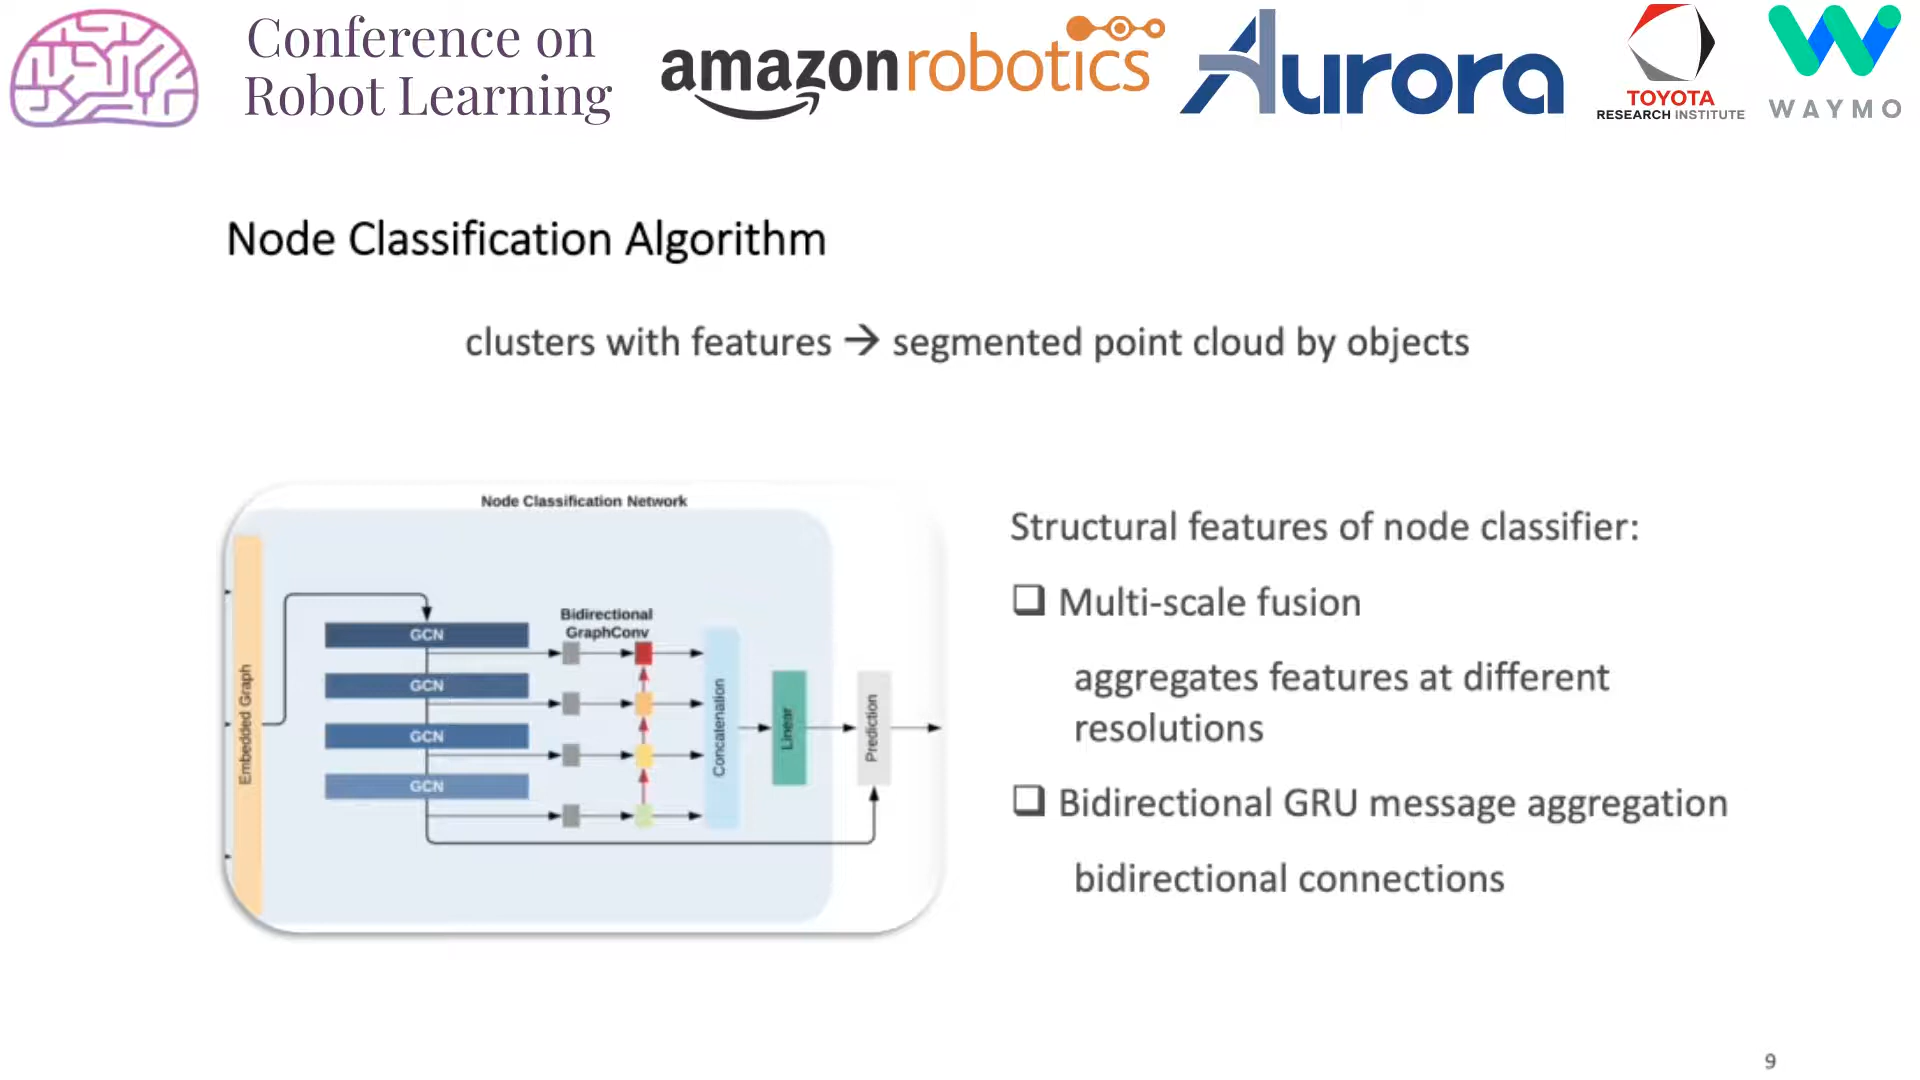 Conference on
Robot Learning
amazon robotics
Aurora
TOYOTA
RESEARCH INSTITUTE
WAYMO
Node Classification Algorithm
clusters with features → segmented point cloud by objects
Node Classification Network
Embedded Graph
GCN
GCN
GCN
GCN
Bidirectional
GraphConv
Concatenation
Linear
Prediction
Structural features of node classifier:
❑ Multi-scale fusion
aggregates features at different
resolutions
❑ Bidirectional GRU message aggregation
bidirectional connections
9